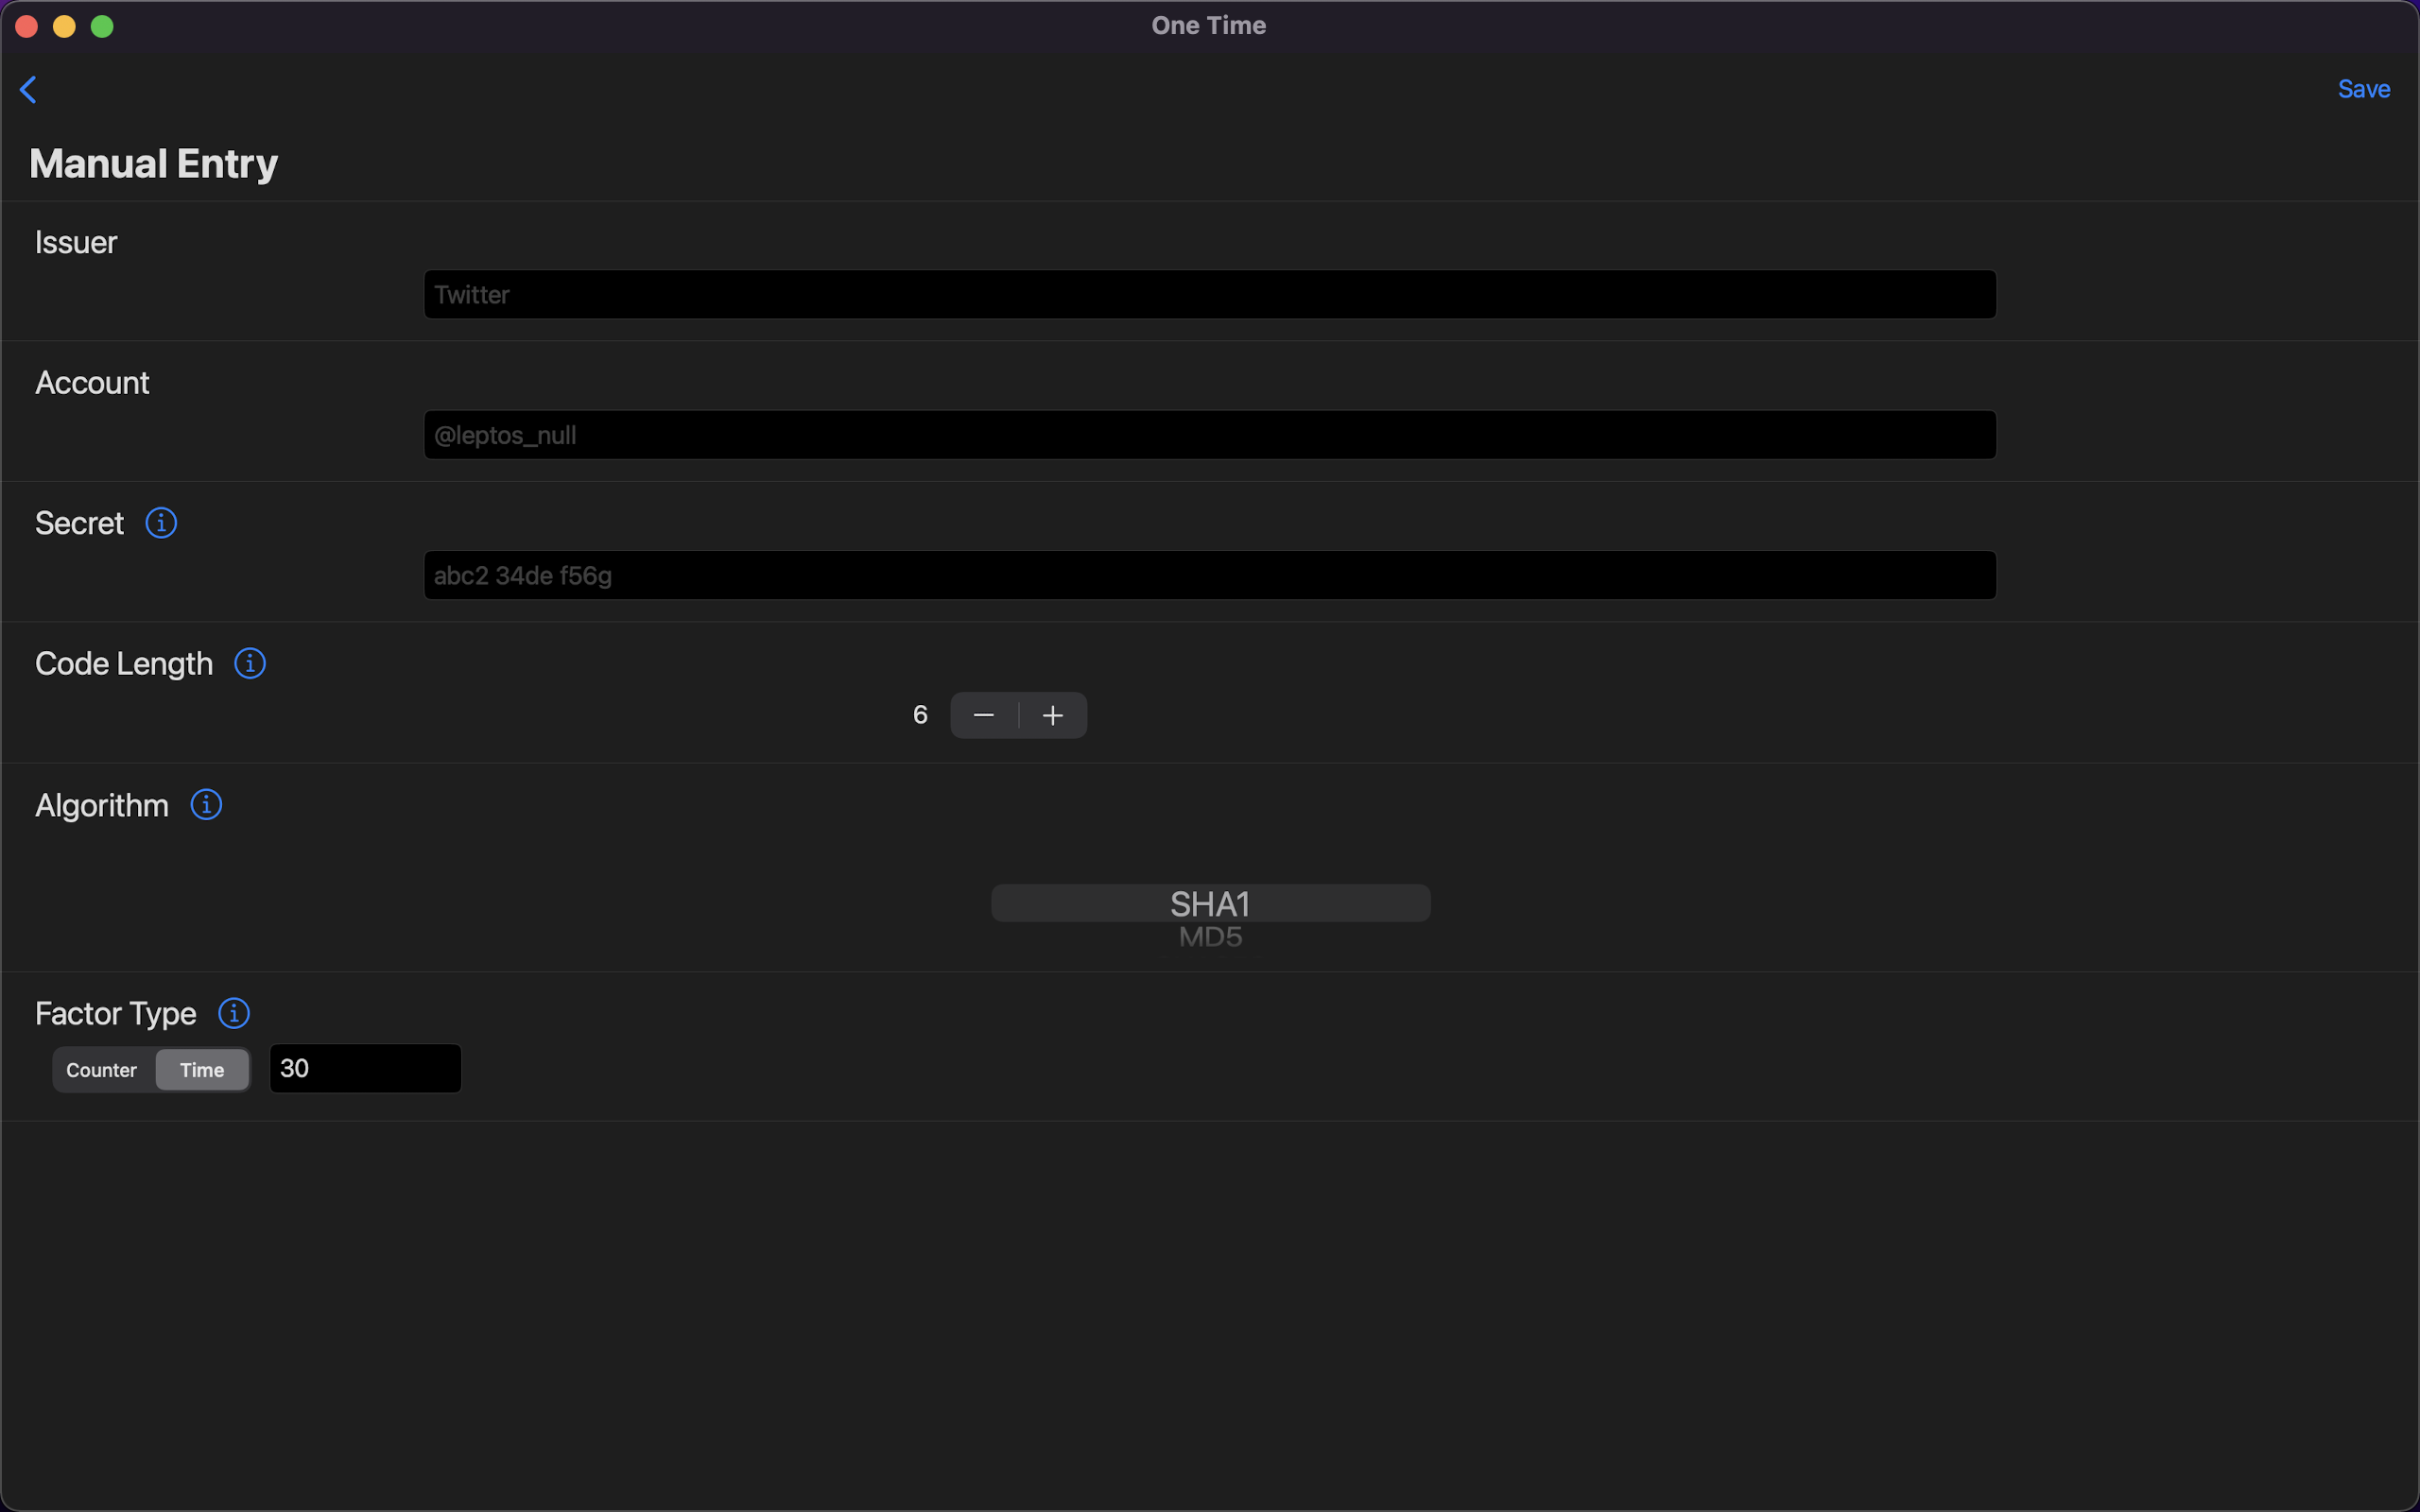 One Time
Save
Manual Entry
Issuer
Twitter
Account
@leptos_null
Secret
abc2 34de f56g
Code Length
6
Algorithm
SHA1
MD5
Factor Type
Counter Time 30